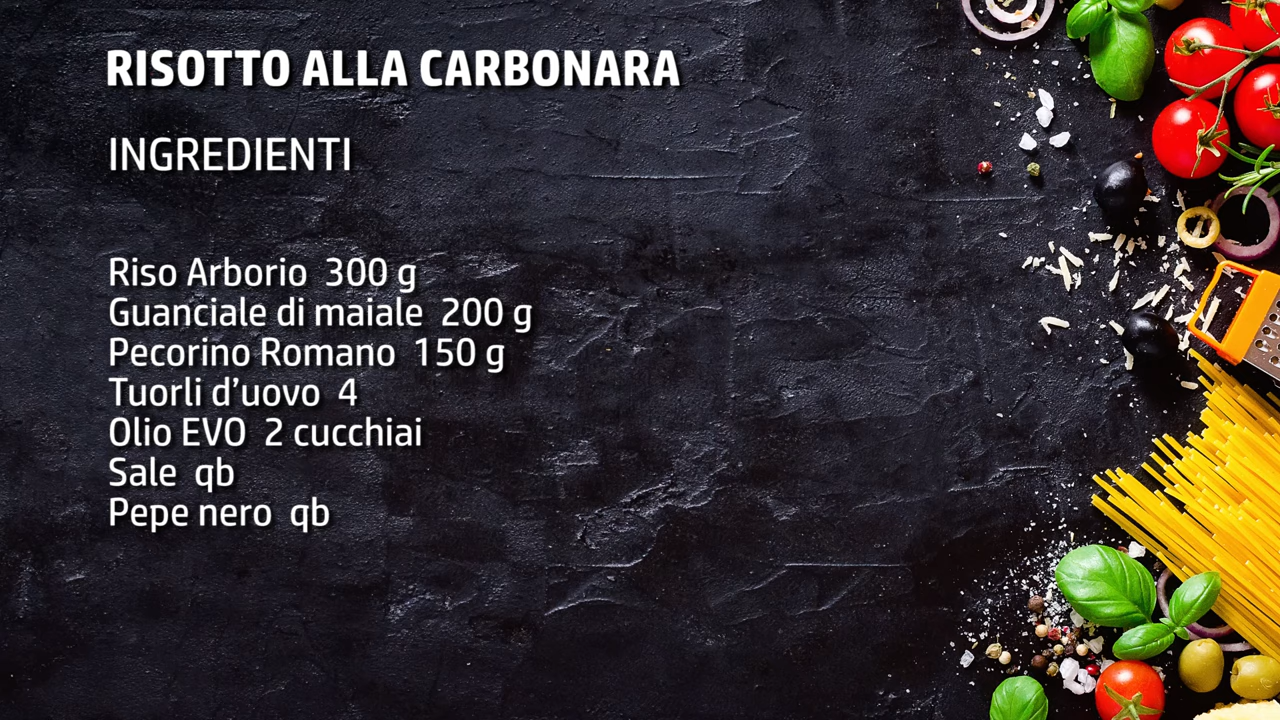 RISOTTO ALLA CARBONARA
INGREDIENTI
Riso Arborio 300 g
Guanciale di maiale 200 g
Pecorino Romano 150 g
Tuorli d’uovo 4
Olio EVO 2 cucchiai
Sale qb
Pepe nero qb